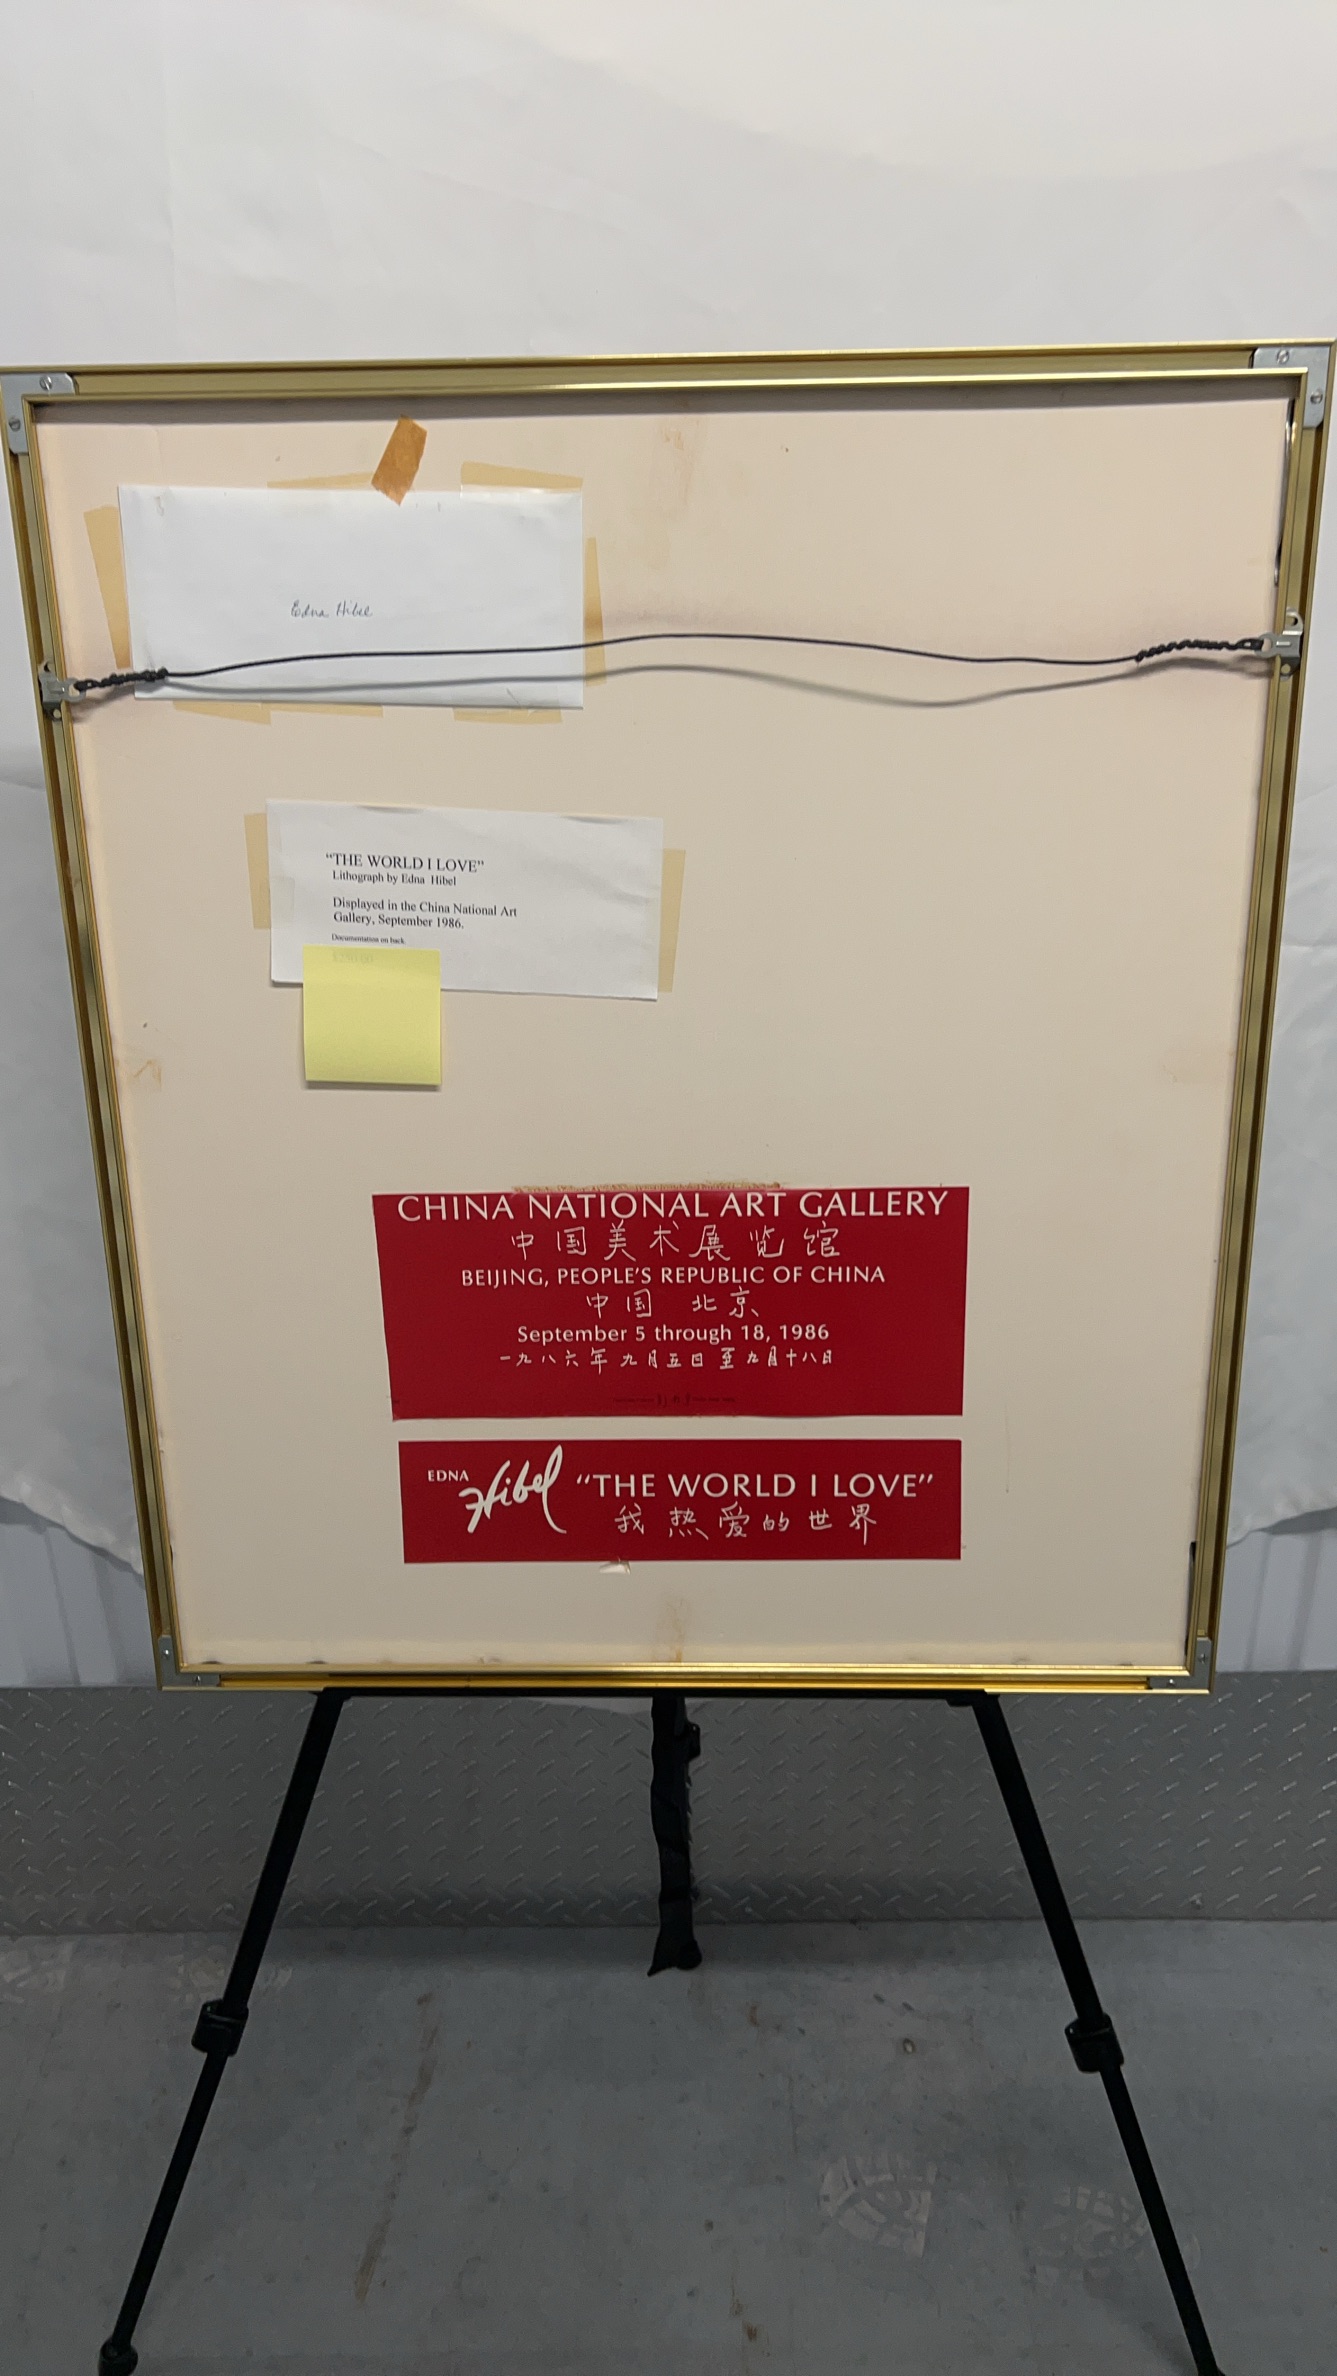 Edna Hibel
"THE WORLD I LOVE"
Lithograph by Edna Hibel
Displayed in the China National Art
Gallery, September 1986.
Documentation on back
CHINA NATIONAL ART GALLERY
中国美术展览馆
BEIJING, PEOPLE'S REPUBLIC OF CHINA
中国 北京
September 5 through 18, 1986
一九八六年九月五日至九月十八日
EDNA Hibel "THE WORLD I LOVE"
我热爱的世界